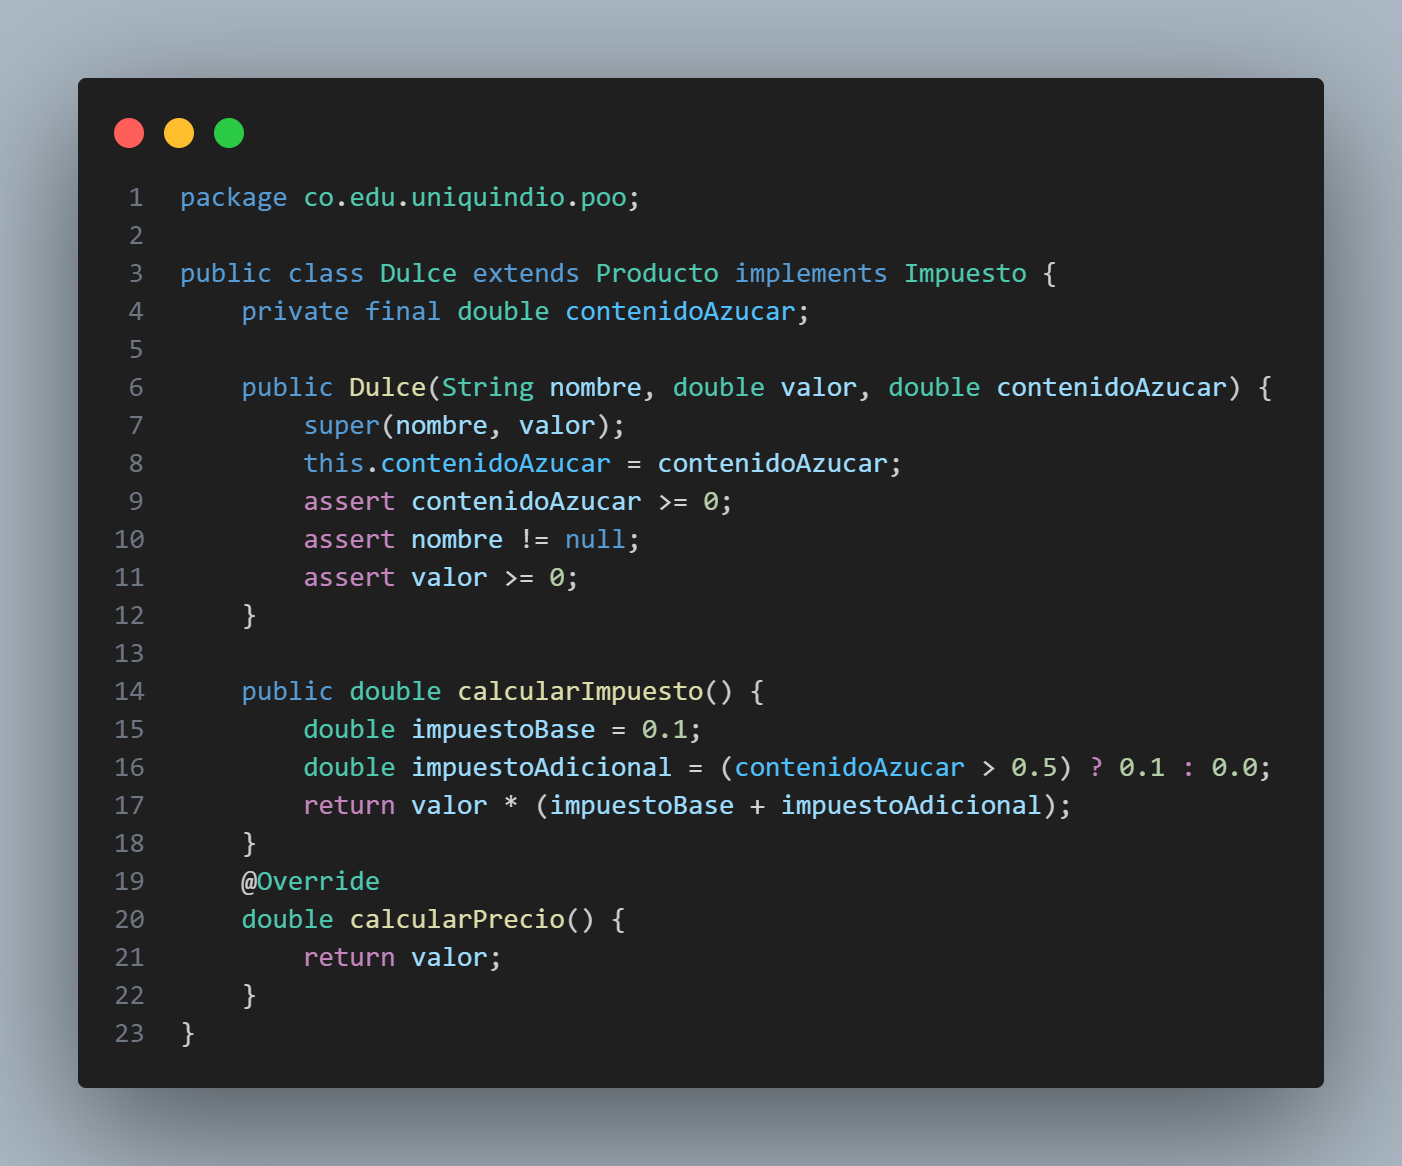 1 package co.edu.uniquindio.poo;
2
3 public class Dulce extends Producto implements Impuesto {
4     private final double contenidoAzucar;
5
6     public Dulce(String nombre, double valor, double contenidoAzucar) {
7         super(nombre, valor);
8         this.contenidoAzucar = contenidoAzucar;
9         assert contenidoAzucar >= 0;
10         assert nombre != null;
11         assert valor >= 0;
12     }
13
14     public double calcularImpuesto() {
15         double impuestoBase = 0.1;
16         double impuestoAdicional = (contenidoAzucar > 0.5) ? 0.1 : 0.0;
17         return valor * (impuestoBase + impuestoAdicional);
18     }
19     @Override
20     double calcularPrecio() {
21         return valor;
22     }
23 }